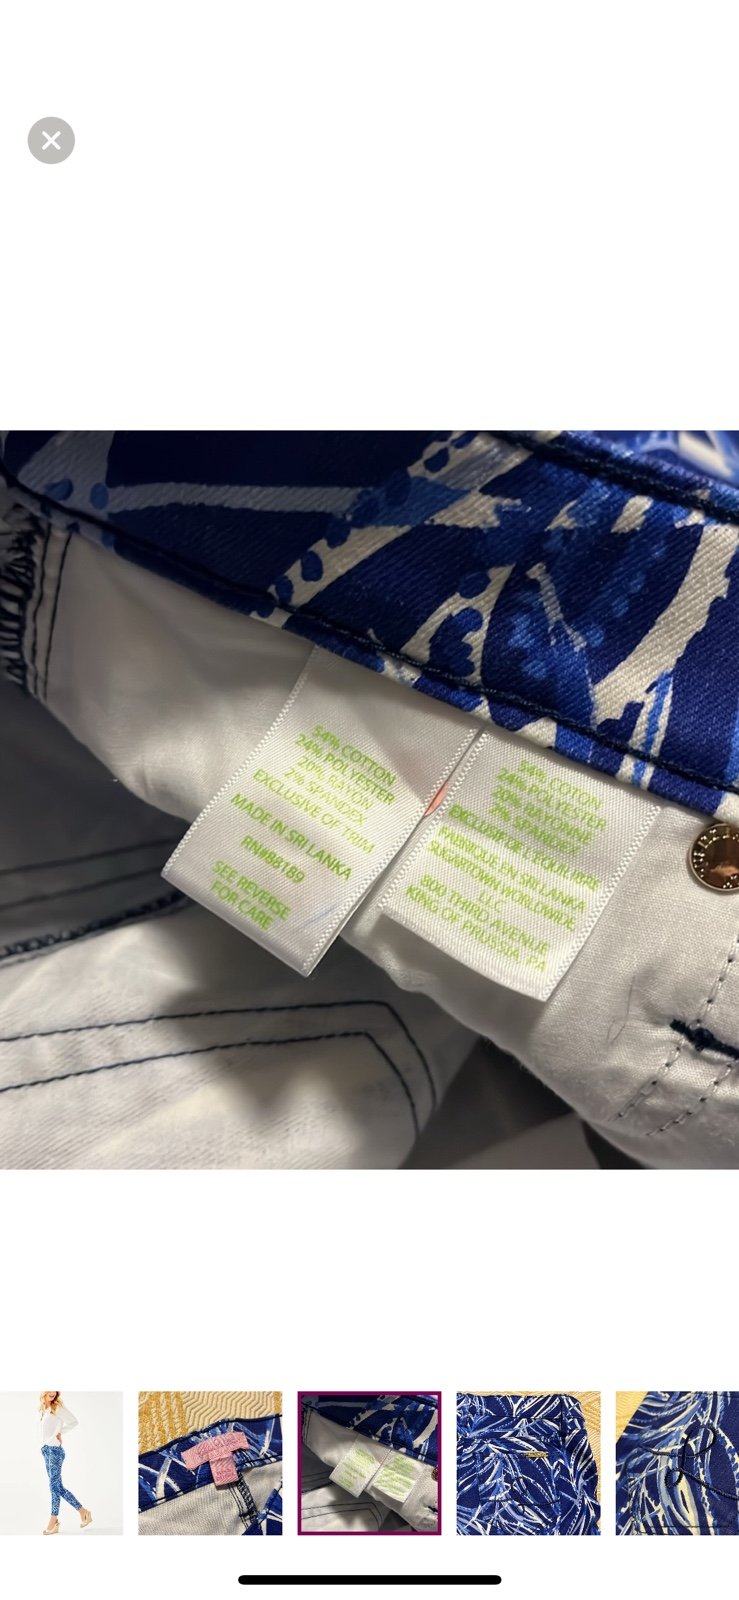 54% COTTON
24% POLYESTER
20% RAYON
2% SPANDEX
EXCLUSIVE OF TRIM
MADE IN SRI LANKA
RN#88189
SEE REVERSE
FOR CARE
54% COTON
24% POLYESTER
20% RAYONNE
2% SPANDEX
EXCLUSIF DE L'EQUILIBRE
FABRIQUE EN SRI LANKA
SUGARTOWN WORLDWIDE
LLC
800 THIRD AVENUE
KING OF PRUSSIA, PA